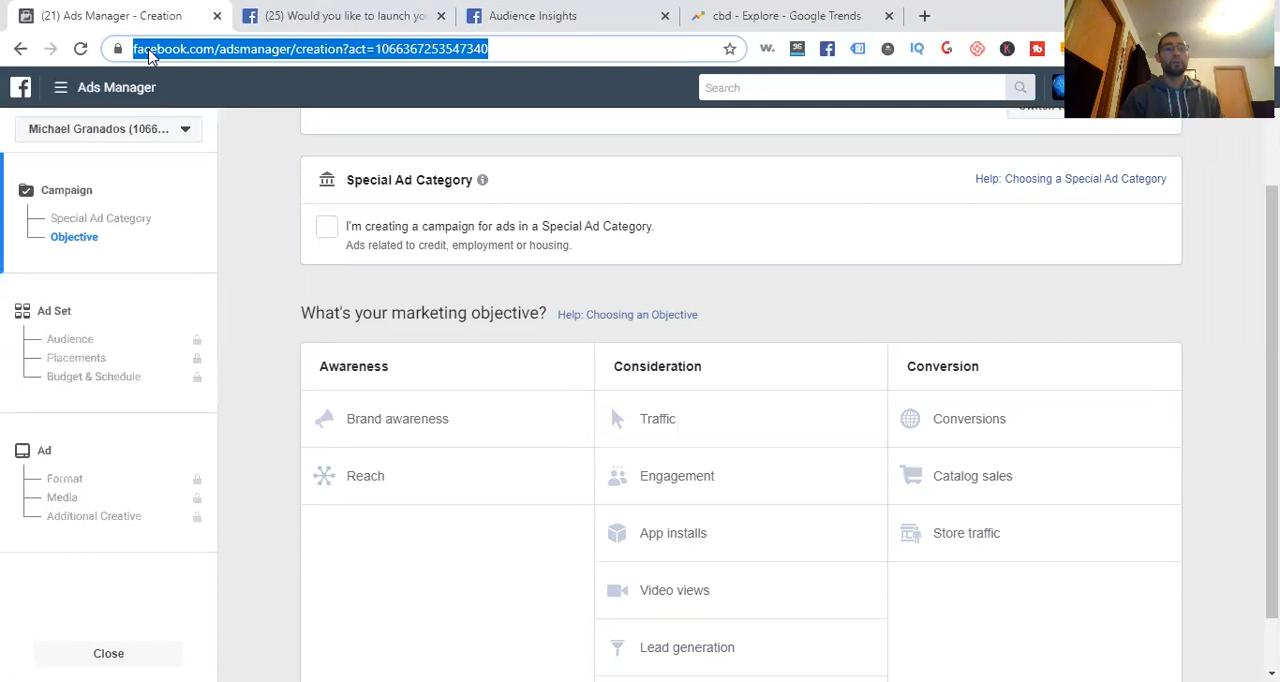 (21) Ads Manager - Creation
(25) Would you like to launch you
Audience Insights
cbd - Explore - Google Trends
facebook.com/adsmanager/creation?act=1066367253547340
w.
IQ
G
K
Ads Manager
Search
Michael Granados (1066...
Campaign
Special Ad Category
Objective
Ad Set
Audience
Placements
Budget & Schedule
Ad
Format
Media
Additional Creative
Close
Special Ad Category
Help: Choosing a Special Ad Category
I'm creating a campaign for ads in a Special Ad Category.
Ads related to credit, employment or housing.
What's your marketing objective?
Help: Choosing an Objective
Awareness
Consideration
Conversion
Brand awareness
Traffic
Conversions
Reach
Engagement
Catalog sales
App installs
Store traffic
Video views
Lead generation